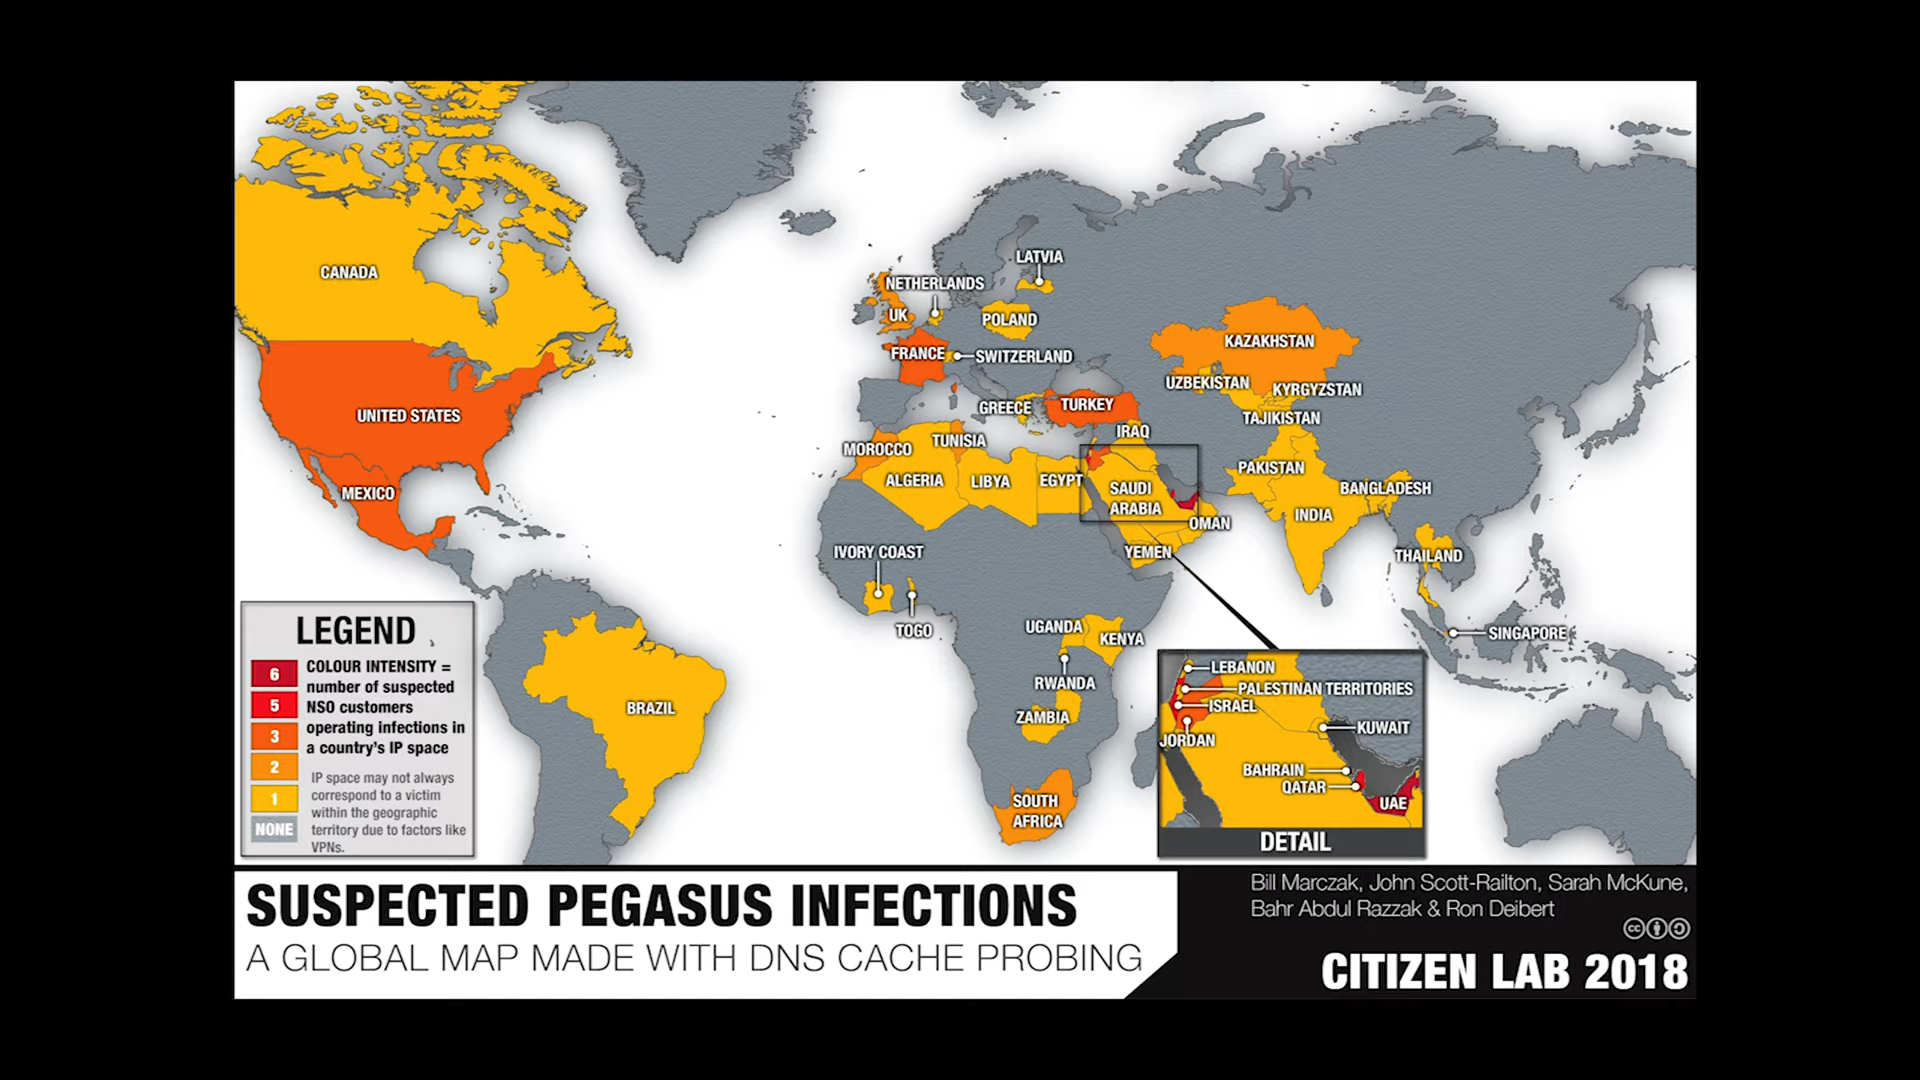 CANADA
UNITED STATES
MEXICO
BRAZIL
LATVIA
NETHERLANDS
UK
POLAND
FRANCE
SWITZERLAND
GREECE
TURKEY
KAZAKHSTAN
UZBEKISTAN
KYRGYZSTAN
TAJIKISTAN
MOROCCO
TUNISIA
IRAQ
ALGERIA
LIBYA
EGYPT
SAUDI
ARABIA
OMAN
YEMEN
PAKISTAN
INDIA
BANGLADESH
THAILAND
SINGAPORE
IVORY COAST
TOGO
UGANDA
KENYA
RWANDA
ZAMBIA
SOUTH
AFRICA
LEBANON
PALESTINAN TERRITORIES
ISRAEL
JORDAN
KUWAIT
BAHRAIN
QATAR
UAE
DETAIL
LEGEND
6
5
3
2
1
NONE
COLOUR INTENSITY =
number of suspected
NSO customers
operating infections in
a country's IP space
IP space may not always
correspond to a victim
within the geographic
territory due to factors like
VPNs.
SUSPECTED PEGASUS INFECTIONS
A GLOBAL MAP MADE WITH DNS CACHE PROBING
Bill Marczak, John Scott-Railton, Sarah McKune,
Bahr Abdul Razzak & Ron Deibert
cc
CITIZEN LAB 2018